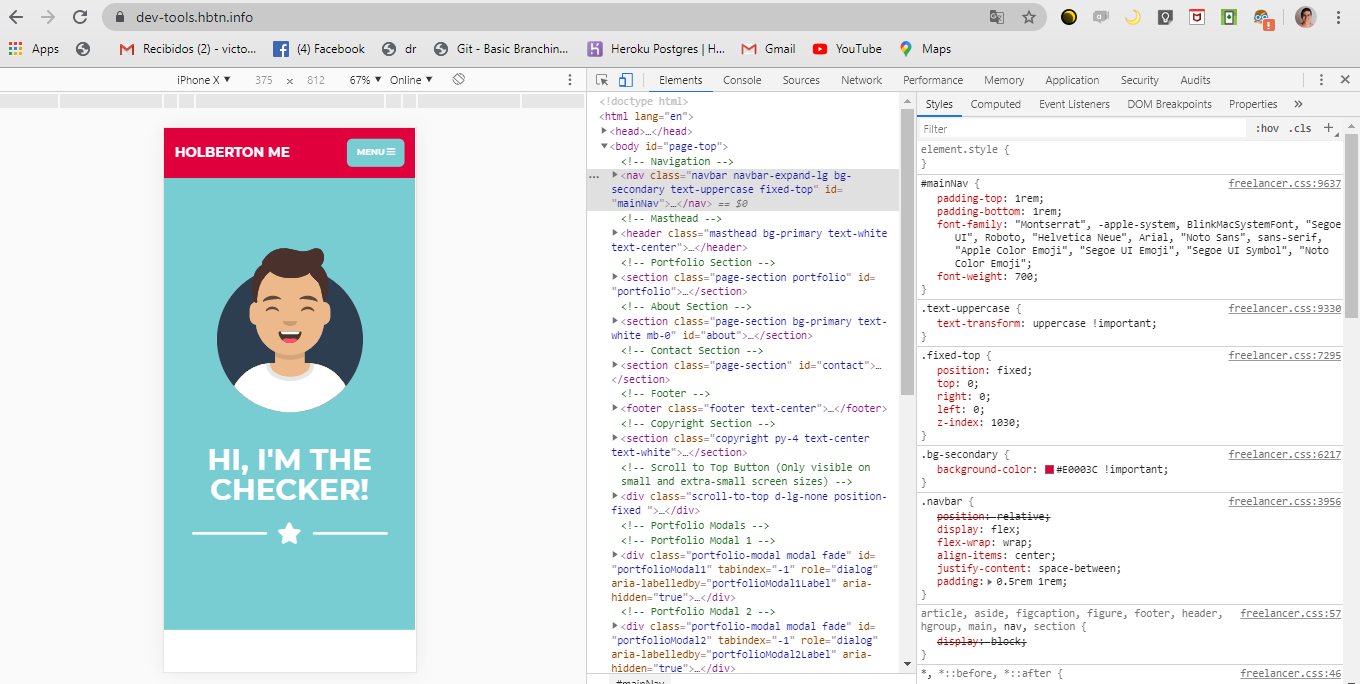 dev-tools.hbtn.info
Apps
Recibidos (2) - victo...
(4) Facebook
dr
Git - Basic Branchin...
Heroku Postgres | H...
Gmail
YouTube
Maps
iPhone X ▼ 375 × 812 67% ▼ Online ▼
HOLBERTON ME
MENU
HI, I'M THE
CHECKER!
Elements Console Sources Network Performance Memory Application Security Audits
<!doctype html>
<html lang="en">
▶<head>…</head>
▼<body id="page-top">
<!-- Navigation -->
… ▶<nav class="navbar navbar-expand-lg bg-
secondary text-uppercase fixed-top" id=
"mainNav">…</nav> == $0
<!-- Masthead -->
▶<header class="masthead bg-primary text-white
text-center">…</header>
<!-- Portfolio Section -->
▶<section class="page-section portfolio" id=
"portfolio">…</section>
<!-- About Section -->
▶<section class="page-section bg-primary text-
white mb-0" id="about">…</section>
<!-- Contact Section -->
▶<section class="page-section" id="contact">…
</section>
<!-- Footer -->
▶<footer class="footer text-center">…</footer>
<!-- Copyright Section -->
▶<section class="copyright py-4 text-center
text-white">…</section>
<!-- Scroll to Top Button (Only visible on
small and extra-small screen sizes) -->
▶<div class="scroll-to-top d-lg-none position-
fixed ">…</div>
<!-- Portfolio Modals -->
<!-- Portfolio Modal 1 -->
▶<div class="portfolio-modal modal fade" id=
"portfolioModal1" tabindex="-1" role="dialog"
aria-labelledby="portfolioModal1Label" aria-
hidden="true">…</div>
<!-- Portfolio Modal 2 -->
▶<div class="portfolio-modal modal fade" id=
"portfolioModal2" tabindex="-1" role="dialog"
aria-labelledby="portfolioModal2Label" aria-
hidden="true">…</div>
#mainNav
Styles Computed Event Listeners DOM Breakpoints Properties »
Filter :hov .cls +
element.style {
}
#mainNav { freelancer.css:9637
padding-top: 1rem;
padding-bottom: 1rem;
font-family: "Montserrat", -apple-system, BlinkMacSystemFont, "Segoe
UI", Roboto, "Helvetica Neue", Arial, "Noto Sans", sans-serif,
"Apple Color Emoji", "Segoe UI Emoji", "Segoe UI Symbol", "Noto
Color Emoji";
font-weight: 700;
}
.text-uppercase { freelancer.css:9330
text-transform: uppercase !important;
}
.fixed-top { freelancer.css:7295
position: fixed;
top: 0;
right: 0;
left: 0;
z-index: 1030;
}
.bg-secondary { freelancer.css:6217
background-color: #E0003C !important;
}
.navbar { freelancer.css:3956
position: relative;
display: flex;
flex-wrap: wrap;
align-items: center;
justify-content: space-between;
padding: ▶ 0.5rem 1rem;
}
article, aside, figcaption, figure, footer, header, freelancer.css:57
hgroup, main, nav, section {
display: block;
}
*, *::before, *::after { freelancer.css:46